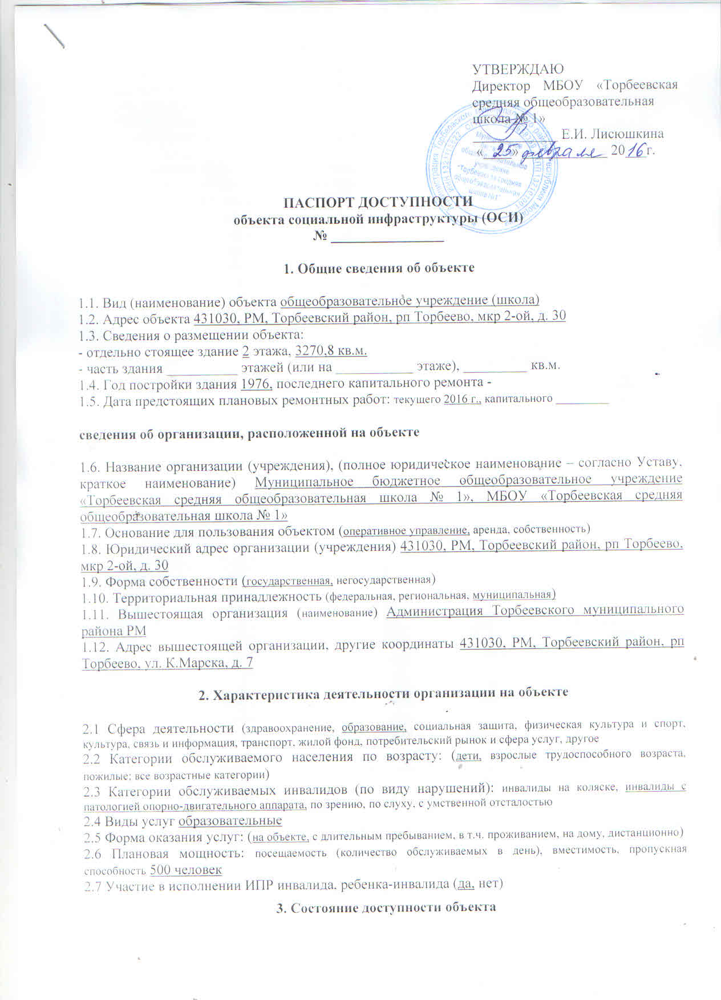 УТВЕРЖДАЮ
Директор МБОУ «Торбеевская
средняя общеобразовательная
школа № 1»
____________ Е.И. Лисюшкина
«25» февраля 2016 г.
ПАСПОРТ ДОСТУПНОСТИ
объекта социальной инфраструктуры (ОСИ)
№ _______________
1. Общие сведения об объекте
1.1. Вид (наименование) объекта общеобразовательное учреждение (школа)
1.2. Адрес объекта 431030, РМ, Торбеевский район, рп Торбеево, мкр 2-ой, д. 30
1.3. Сведения о размещении объекта:
- отдельно стоящее здание 2 этажа, 3270,8 кв.м.
- часть здания __________ этажей (или на ___________ этаже), _________ кв.м.
1.4. Год постройки здания 1976, последнего капитального ремонта -
1.5. Дата предстоящих плановых ремонтных работ: текущего 2016 г., капитального _________
сведения об организации, расположенной на объекте
1.6. Название организации (учреждения), (полное юридическое наименование – согласно Уставу,
краткое наименование) Муниципальное бюджетное общеобразовательное учреждение
«Торбеевская средняя общеобразовательная школа № 1», МБОУ «Торбеевская средняя
общеобразовательная школа № 1»
1.7. Основание для пользования объектом (оперативное управление, аренда, собственность)
1.8. Юридический адрес организации (учреждения) 431030, РМ, Торбеевский район, рп Торбеево,
мкр 2-ой, д. 30
1.9. Форма собственности (государственная, негосударственная)
1.10. Территориальная принадлежность (федеральная, региональная, муниципальная)
1.11. Вышестоящая организация (наименование) Администрация Торбеевского муниципального
района РМ
1.12. Адрес вышестоящей организации, другие координаты 431030, РМ, Торбеевский район, рп
Торбеево, ул. К.Марска, д. 7
2. Характеристика деятельности организации на объекте
2.1 Сфера деятельности (здравоохранение, образование, социальная защита, физическая культура и спорт,
культура, связь и информация, транспорт, жилой фонд, потребительский рынок и сфера услуг, другое
2.2 Категории обслуживаемого населения по возрасту: (дети, взрослые трудоспособного возраста,
пожилые; все возрастные категории)
2.3 Категории обслуживаемых инвалидов (по виду нарушений): инвалиды на коляске, инвалиды с
патологией опорно-двигательного аппарата, по зрению, по слуху, с умственной отсталостью
2.4 Виды услуг образовательные
2.5 Форма оказания услуг: (на объекте, с длительным пребыванием, в т.ч. проживанием, на дому, дистанционно)
2.6 Плановая мощность: посещаемость (количество обслуживаемых в день), вместимость, пропускная
способность 500 человек
2.7 Участие в исполнении ИПР инвалида, ребенка-инвалида (да, нет)
3. Состояние доступности объекта